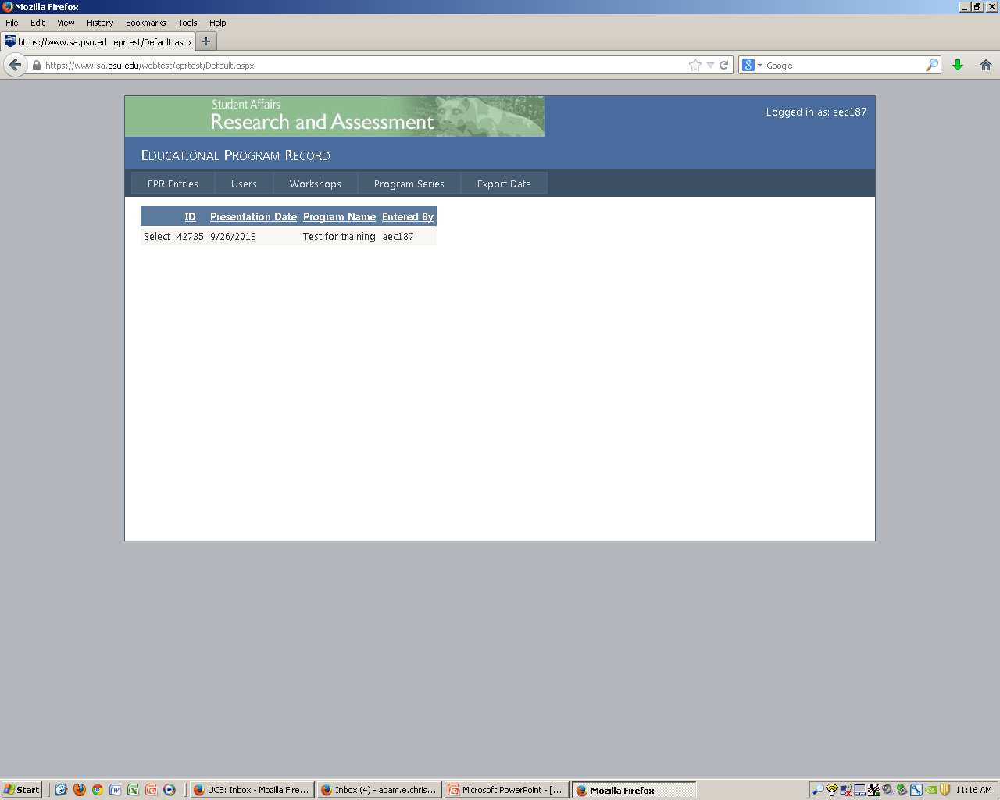 Mozilla Firefox
File Edit View History Bookmarks Tools Help
https://www.sa.psu.ed...eprtest/Default.aspx
https://www.sa.psu.edu/webtest/eprtest/Default.aspx
Google
Student Affairs
Research and Assessment
Logged in as: aec187
Educational Program Record
EPR Entries Users Workshops Program Series Export Data
ID Presentation Date Program Name Entered By
Select 42735 9/26/2013 Test for training aec187
Start UCS: Inbox - Mozilla Fire... Inbox (4) - adam.e.chris... Microsoft PowerPoint - [... Mozilla Firefox 11:16 AM